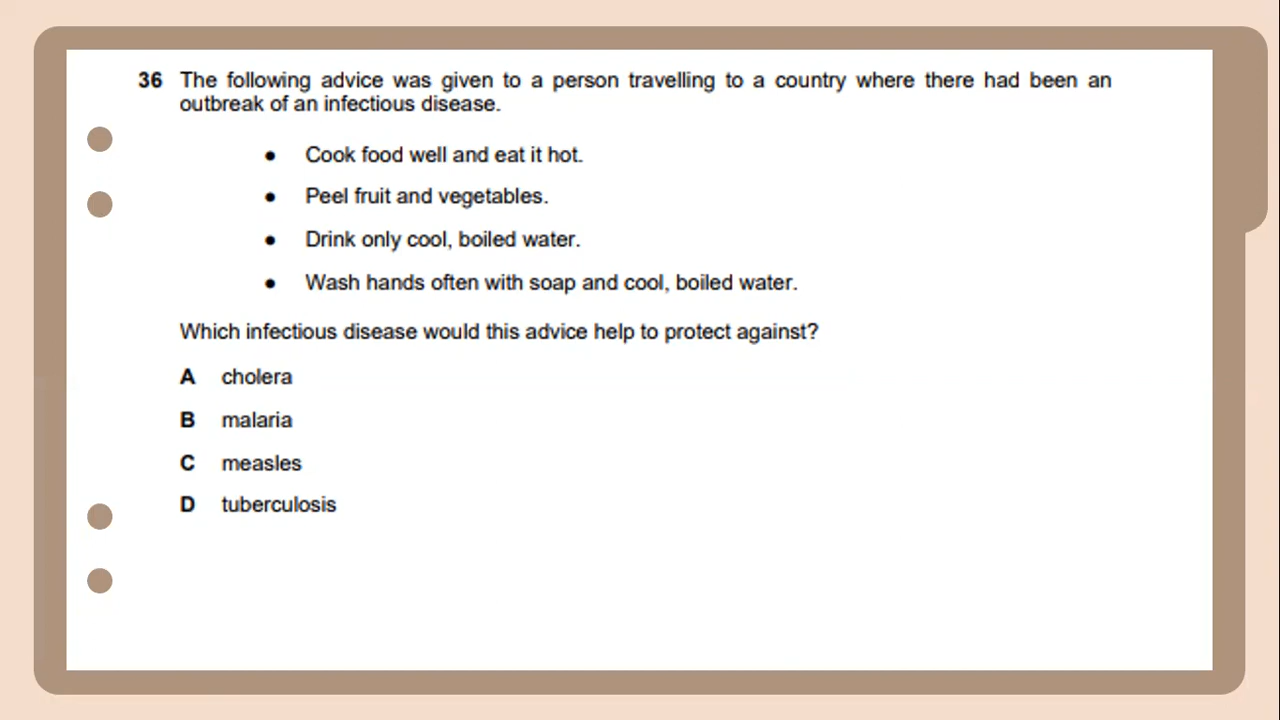 36 The following advice was given to a person travelling to a country where there had been an
outbreak of an infectious disease.
● Cook food well and eat it hot.
● Peel fruit and vegetables.
● Drink only cool, boiled water.
● Wash hands often with soap and cool, boiled water.
Which infectious disease would this advice help to protect against?
A cholera
B malaria
C measles
D tuberculosis